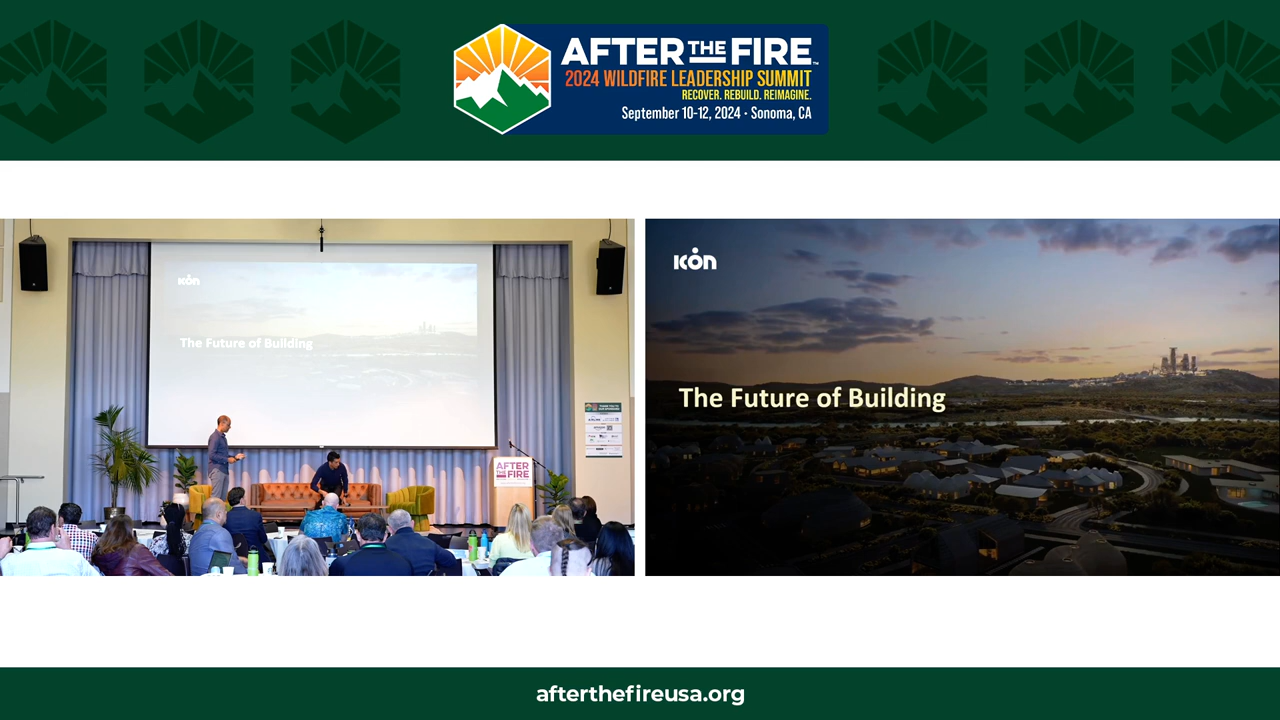 AFTER THE FIRE™
2024 WILDFIRE LEADERSHIP SUMMIT
RECOVER. REBUILD. REIMAGINE.
September 10-12, 2024 · Sonoma, CA
ICON
The Future of Building
AFTER
THE FIRE
ICON
The Future of Building
afterthefireusa.org